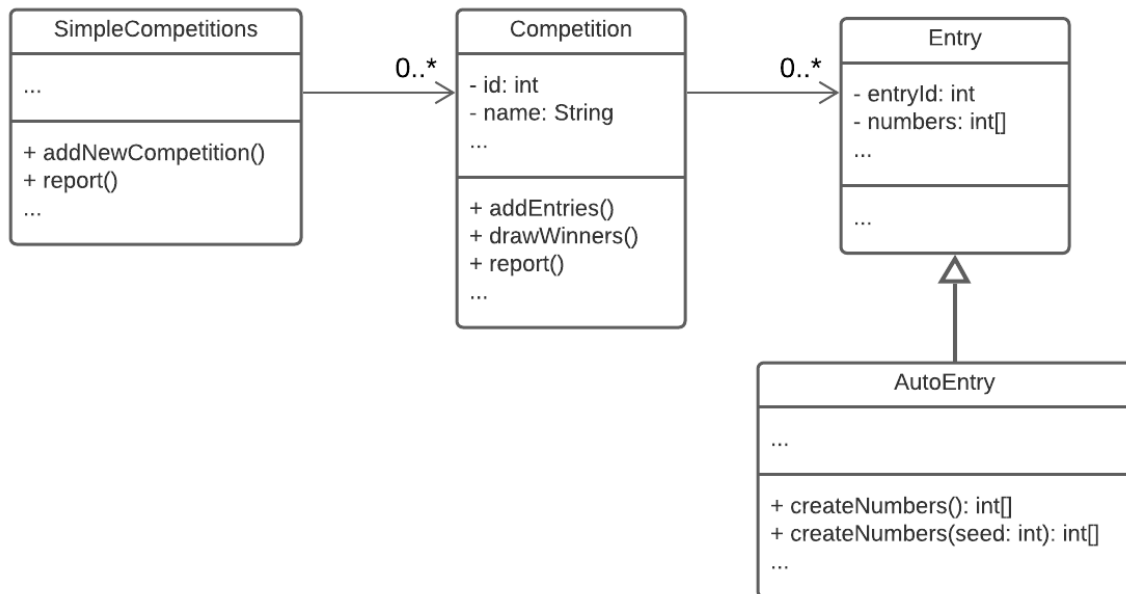 SimpleCompetitions
...
+ addNewCompetition()
+ report()
...
0..*
Competition
- id: int
- name: String
...
+ addEntries()
+ drawWinners()
+ report()
...
0..*
Entry
- entryId: int
- numbers: int[]
...
...
AutoEntry
...
+ createNumbers(): int[]
+ createNumbers(seed: int): int[]
...